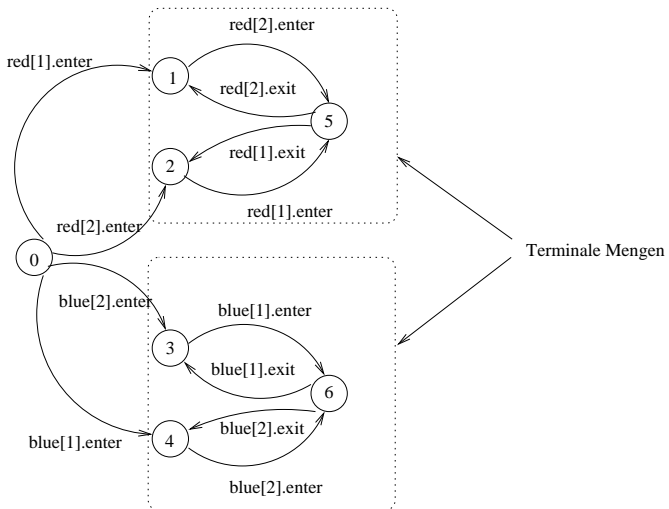 red[2].enter
red[1].enter
1
red[2].exit
5
red[1].exit
2
red[1].enter
red[2].enter
0
Terminale Mengen
blue[2].enter
blue[1].enter
3
blue[1].exit
6
blue[2].exit
4
blue[1].enter
blue[2].enter